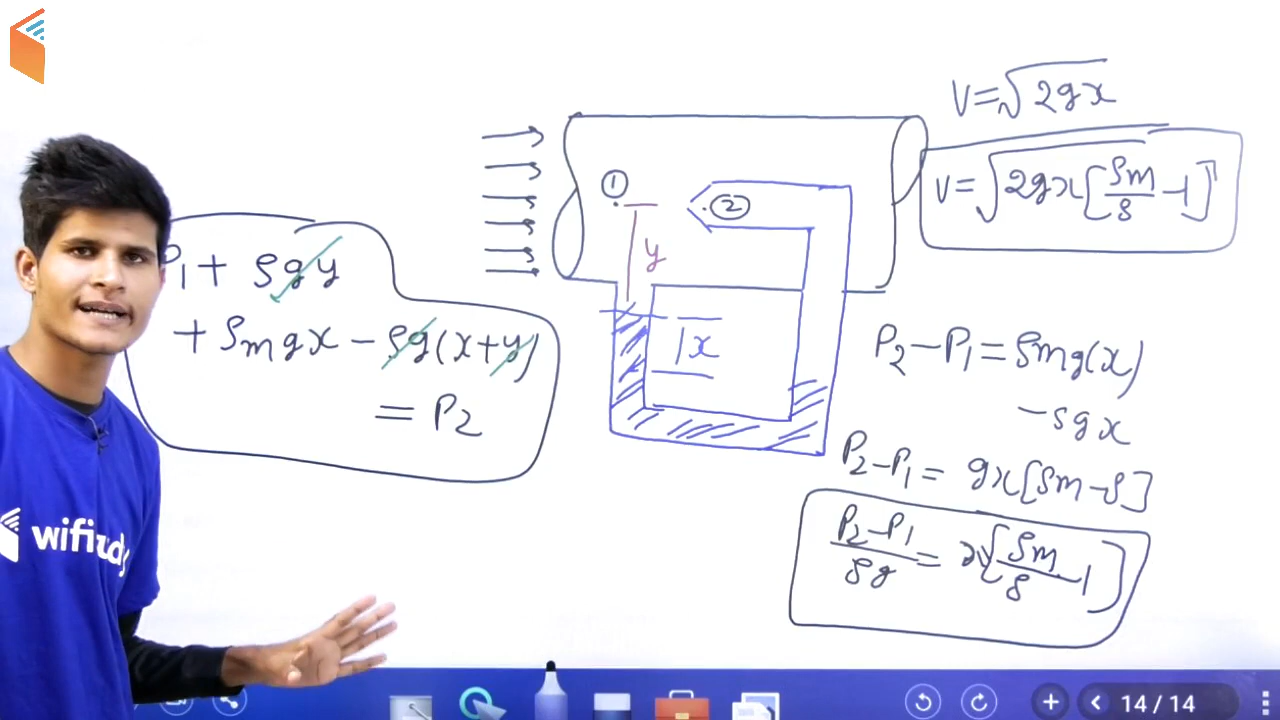 V=√2gx
V=√2gx[ρm/ρ-1]
①
②
y
x
P1+ρgy
+ρmgx-ρg(x+y)
=P2
P2-P1=ρmg(x)
-ρgx
P2-P1=gx[ρm-ρ]
P2-P1/ρg=x[ρm/ρ-1]
14 / 14